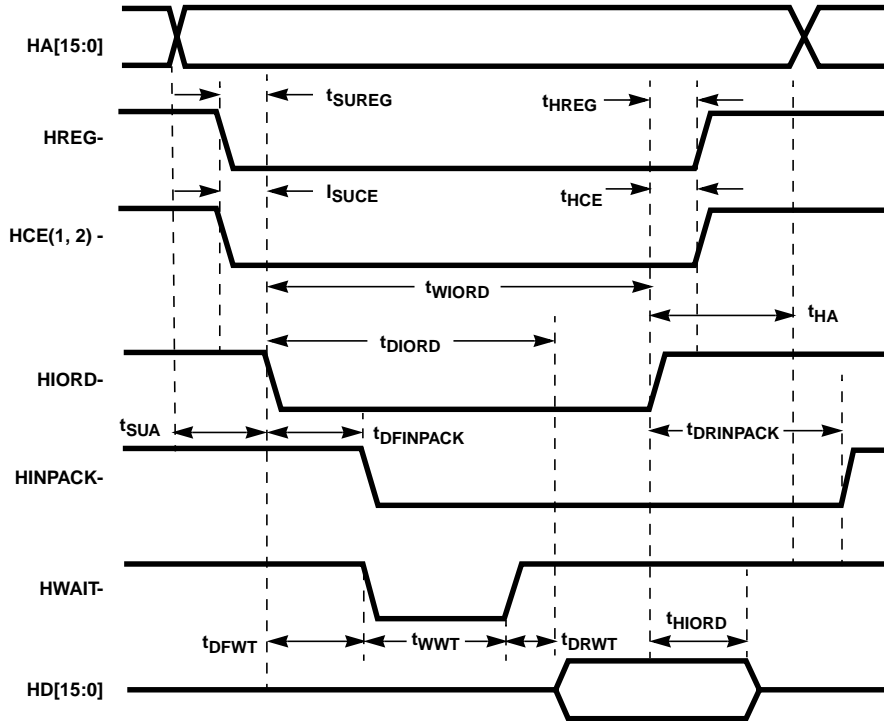 HA[15:0]
tSUREG
tHREG
HREG-
ISUCE
tHCE
HCE(1, 2) -
tWIORD
tHA
tDIORD
HIORD-
tSUA
tDFINPACK
tDRINPACK
HINPACK-
HWAIT-
tHIORD
tDFWT
tWWT
tDRWT
HD[15:0]